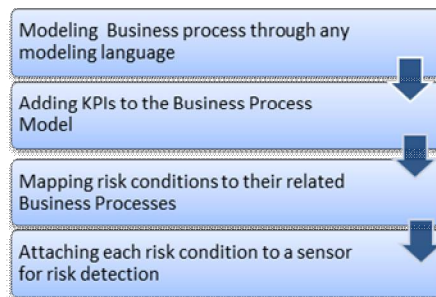 Modeling  Business process through any
modeling language
Adding KPIs to the Business Process
Model
Mapping risk conditions to their related
Business Processes
Attaching each risk condition to a sensor
for risk detection